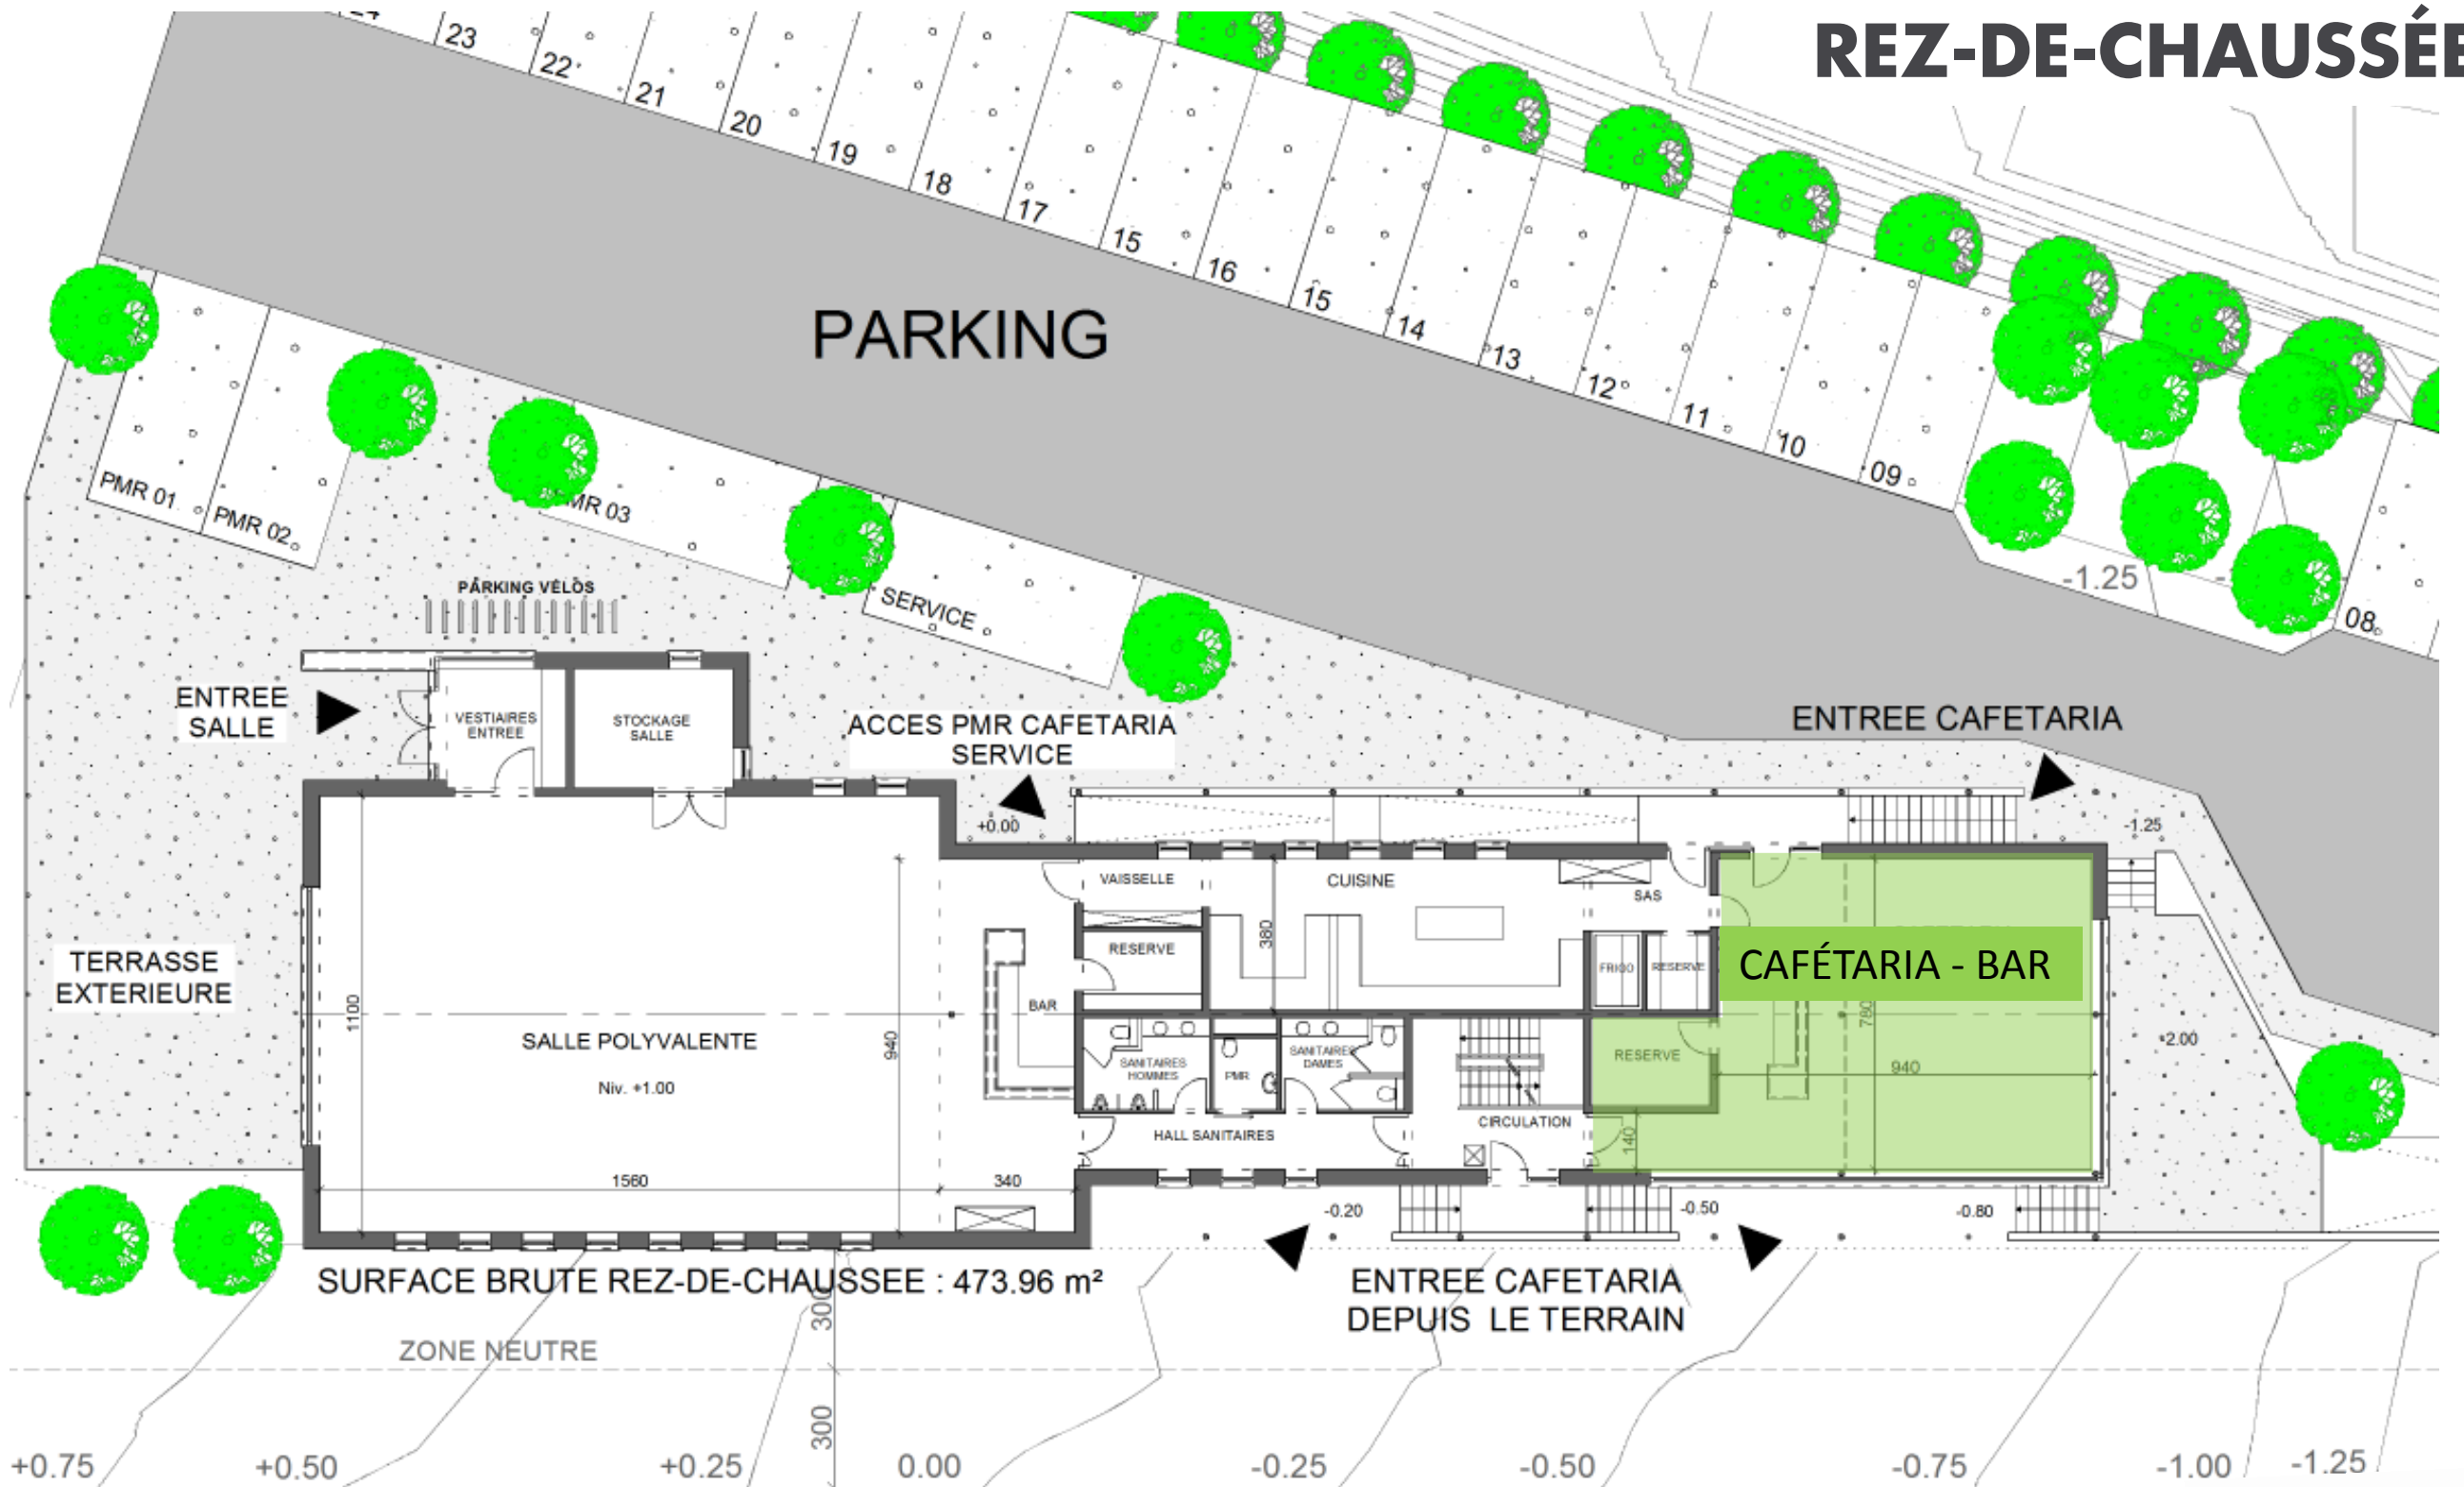 REZ-DE-CHAUSSÉE
23
22
21
20
19
18
17
15
16
15
14
13
12
11
10
09
08
PARKING
PMR 01
PMR 02
MR 03
SERVICE
-1.25
PARKING VÉLOS
ENTREE
SALLE
VESTIAIRES
ENTREE
STOCKAGE
SALLE
ACCES PMR CAFETARIA
SERVICE
ENTREE CAFETARIA
+0.00
-1.25
VAISSELLE
CUISINE
SAS
380
RESERVE
FRIGO
RESERVE
CAFÉTARIA - BAR
TERRASSE
EXTERIEURE
1100
940
BAR
780
SALLE POLYVALENTE
Niv. +1.00
SANITAIRES
HOMMES
PMR
SANITAIRES
DAMES
RESERVE
940
+2.00
HALL SANITAIRES
CIRCULATION
140
1560
340
-0.20
-0.50
-0.80
SURFACE BRUTE REZ-DE-CHAUSSEE : 473.96 m²
ENTREE CAFETARIA
DEPUIS LE TERRAIN
300
ZONE NEUTRE
300
+0.75
+0.50
+0.25
0.00
-0.25
-0.50
-0.75
-1.00
-1.25